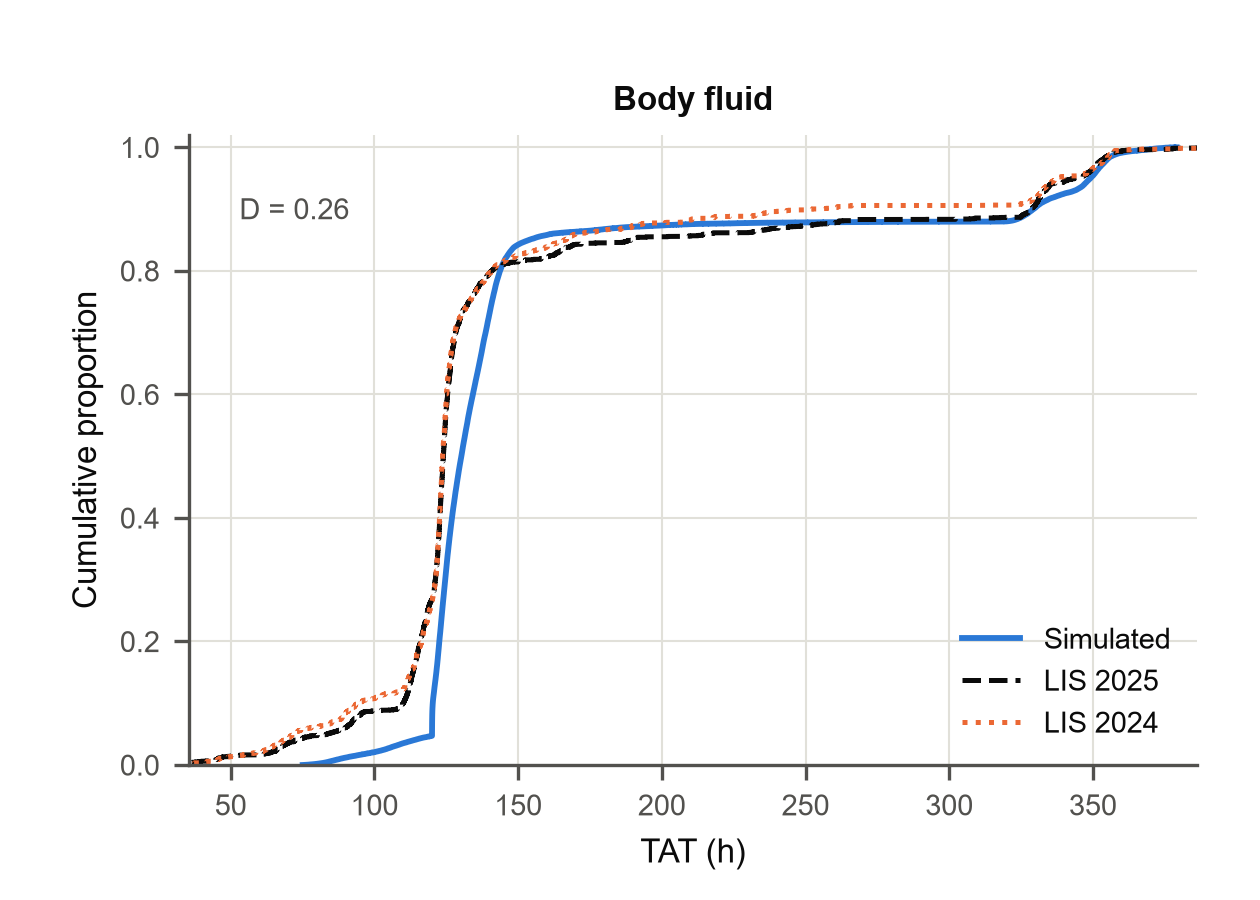 Body fluid
D = 0.26
Cumulative proportion
1.0
0.8
0.6
0.4
0.2
0.0
50 100 150 200 250 300 350
TAT (h)
Simulated
LIS 2025
LIS 2024